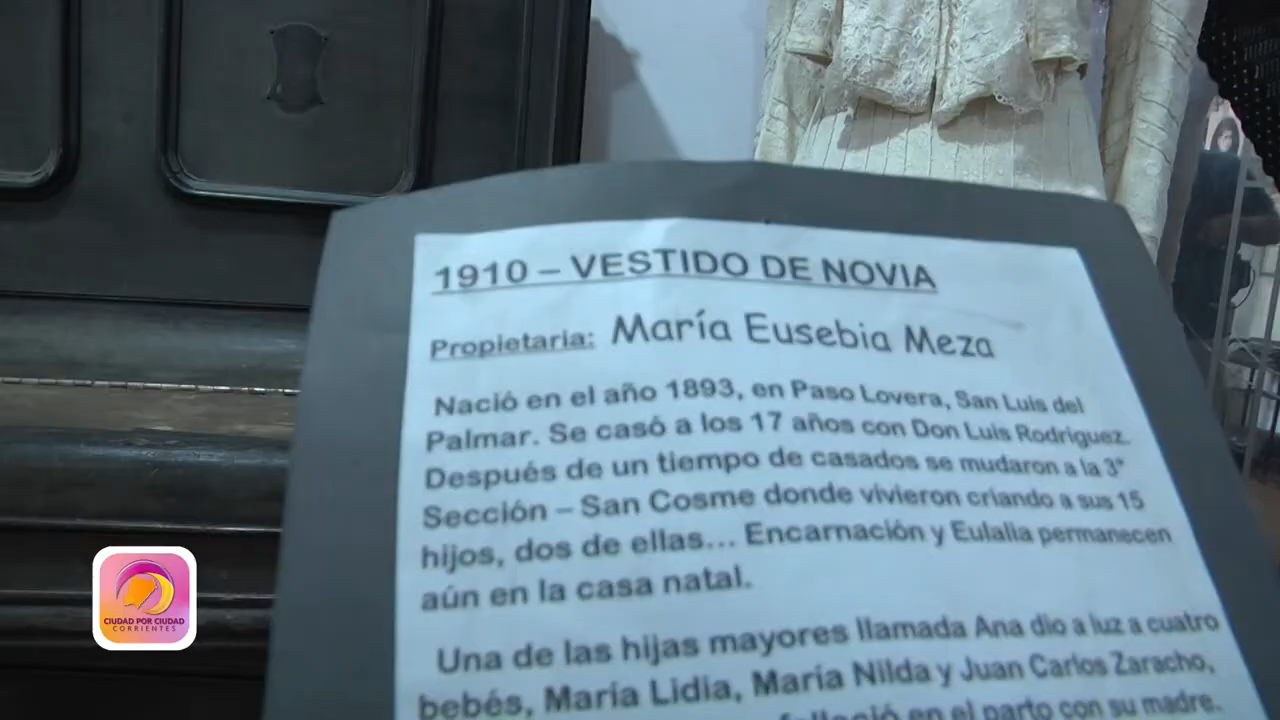 1910 – VESTIDO DE NOVIA
Propietaria: María Eusebia Meza
Nació en el año 1893, en Paso Lovera, San Luis del
Palmar. Se casó a los 17 años con Don Luis Rodriguez.
Después de un tiempo de casados se mudaron a la 3°
Sección – San Cosme donde vivieron criando a sus 15
hijos, dos de ellas... Encarnación y Eulalia permanecen
aún en la casa natal.
Una de las hijas mayores llamada Ana dio a luz a cuatro
bebés, María Lidia, María Nilda y Juan Carlos Zaracho,
falleció en el parto con su madre.
CIUDAD POR CIUDAD
CORRIENTES